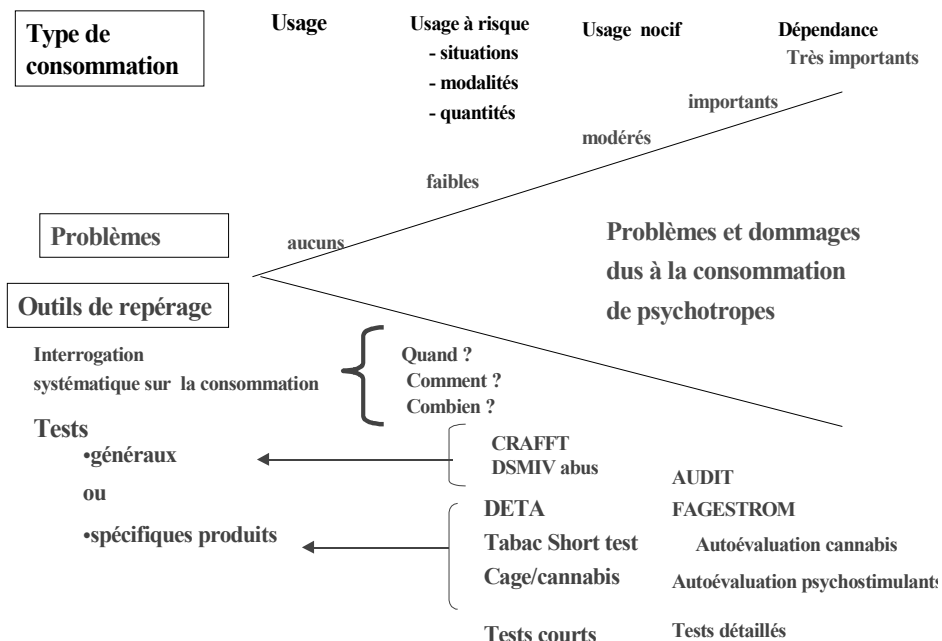 Type de
consommation
Usage
Usage à risque
- situations
- modalités
- quantités
Usage nocif
Dépendance
Très importants
importants
modérés
faibles
aucuns
Problèmes
Problèmes et dommages
dus à la consommation
de psychotropes
Outils de repérage
Interrogation
systématique sur la consommation
Quand ?
Comment ?
Combien ?
Tests
•généraux
ou
•spécifiques produits
CRAFFT
DSMIV abus
DETA
Tabac Short test
Cage/cannabis
Tests courts
AUDIT
FAGESTROM
Autoévaluation cannabis
Autoévaluation psychostimulants
Tests détaillés